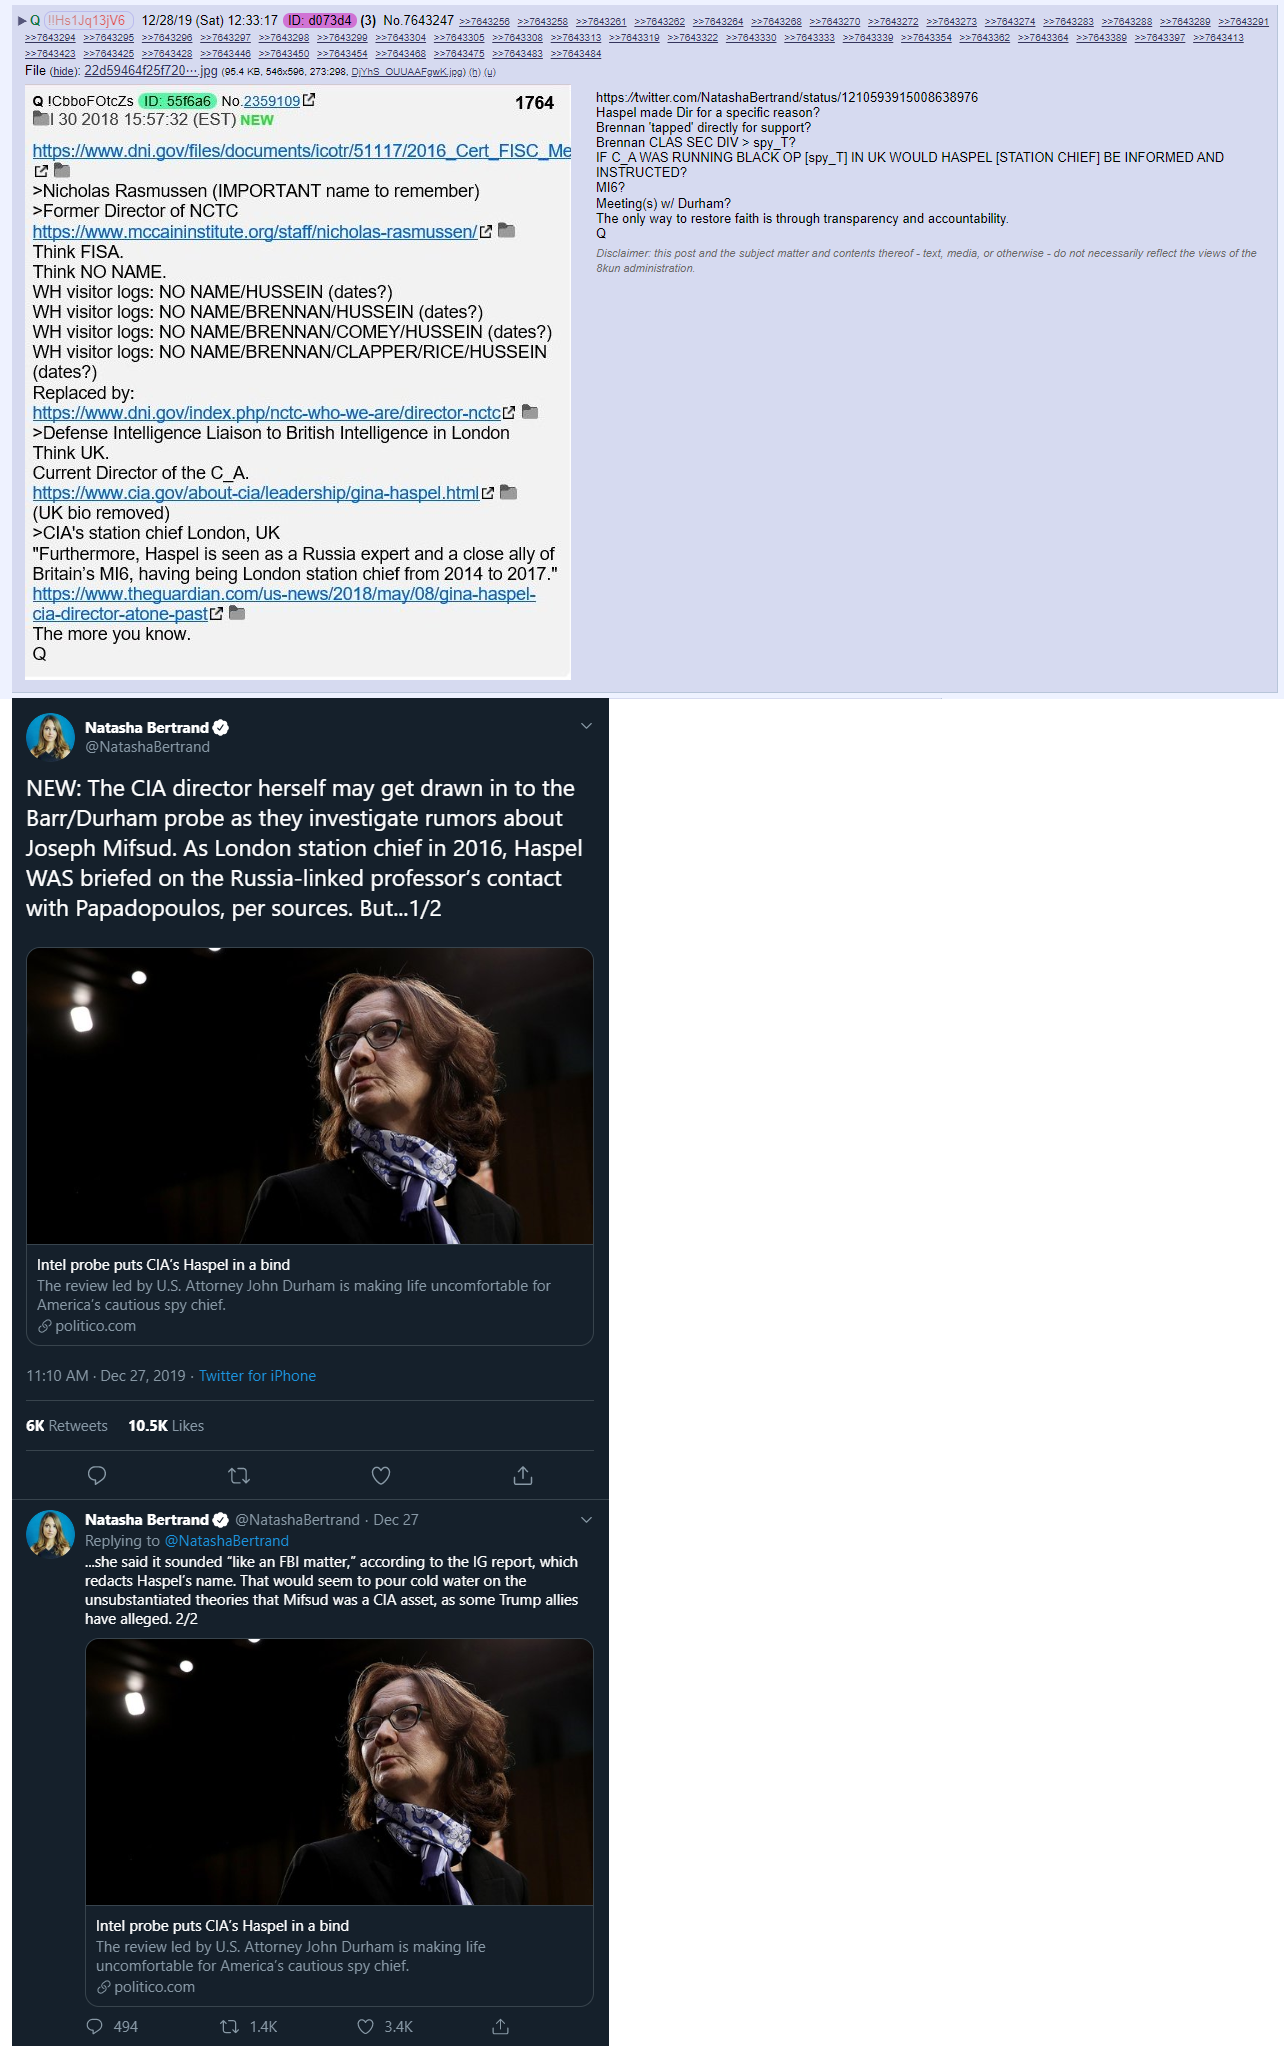 Q !!Hs1Jq13jV6 12/28/19 (Sat) 12:33:17 ID: d073d4 (3) No.7643247 >>7643256 >>7643258 >>7643261 >>7643262 >>7643264 >>7643268 >>7643270 >>7643272 >>7643273 >>7643274 >>7643283 >>7643288 >>7643289 >>7643291
>>7643294 >>7643295 >>7643296 >>7643297 >>7643298 >>7643299 >>7643304 >>7643305 >>7643308 >>7643313 >>7643319 >>7643322 >>7643330 >>7643333 >>7643339 >>7643354 >>7643362 >>7643364 >>7643389 >>7643397 >>7643413
>>7643423 >>7643425 >>7643428 >>7643446 >>7643450 >>7643454 >>7643468 >>7643475 >>7643483 >>7643484
File (hide): 22d59464f25f720⋯.jpg (95.4 KB, 546x596, 273:298, DjYhS_OUUAAFgwK.jpg) (h) (u)
Q !CbboFOtcZs ID: 55f6a6 No.2359109 1764
l 30 2018 15:57:32 (EST) NEW
https://www.dni.gov/files/documents/icotr/51117/2016_Cert_FISC_Me
>Nicholas Rasmussen (IMPORTANT name to remember)
>Former Director of NCTC
https://www.mccaininstitute.org/staff/nicholas-rasmussen/
Think FISA.
Think NO NAME.
WH visitor logs: NO NAME/HUSSEIN (dates?)
WH visitor logs: NO NAME/BRENNAN/HUSSEIN (dates?)
WH visitor logs: NO NAME/BRENNAN/COMEY/HUSSEIN (dates?)
WH visitor logs: NO NAME/BRENNAN/CLAPPER/RICE/HUSSEIN
(dates?)
Replaced by:
https://www.dni.gov/index.php/nctc-who-we-are/director-nctc
>Defense Intelligence Liaison to British Intelligence in London
Think UK.
Current Director of the C_A.
https://www.cia.gov/about-cia/leadership/gina-haspel.html
(UK bio removed)
>CIA's station chief London, UK
"Furthermore, Haspel is seen as a Russia expert and a close ally of
Britain's MI6, having being London station chief from 2014 to 2017."
https://www.theguardian.com/us-news/2018/may/08/gina-haspel-
cia-director-atone-past
The more you know.
Q
https://twitter.com/NatashaBertrand/status/1210593915008638976
Haspel made Dir for a specific reason?
Brennan 'tapped' directly for support?
Brennan CLAS SEC DIV > spy_T?
IF C_A WAS RUNNING BLACK OP [spy_T] IN UK WOULD HASPEL [STATION CHIEF] BE INFORMED AND
INSTRUCTED?
MI6?
Meeting(s) w/ Durham?
The only way to restore faith is through transparency and accountability.
Q
Disclaimer: this post and the subject matter and contents thereof - text, media, or otherwise - do not necessarily reflect the views of the
8kun administration.
Natasha Bertrand
@NatashaBertrand
NEW: The CIA director herself may get drawn in to the
Barr/Durham probe as they investigate rumors about
Joseph Mifsud. As London station chief in 2016, Haspel
WAS briefed on the Russia-linked professor's contact
with Papadopoulos, per sources. But...1/2
Intel probe puts CIA's Haspel in a bind
The review led by U.S. Attorney John Durham is making life uncomfortable for
America's cautious spy chief.
politico.com
11:10 AM · Dec 27, 2019 · Twitter for iPhone
6K Retweets 10.5K Likes
Natasha Bertrand @NatashaBertrand · Dec 27
Replying to @NatashaBertrand
...she said it sounded "like an FBI matter," according to the IG report, which
redacts Haspel's name. That would seem to pour cold water on the
unsubstantiated theories that Mifsud was a CIA asset, as some Trump allies
have alleged. 2/2
Intel probe puts CIA's Haspel in a bind
The review led by U.S. Attorney John Durham is making life
uncomfortable for America's cautious spy chief.
politico.com
494 1.4K 3.4K